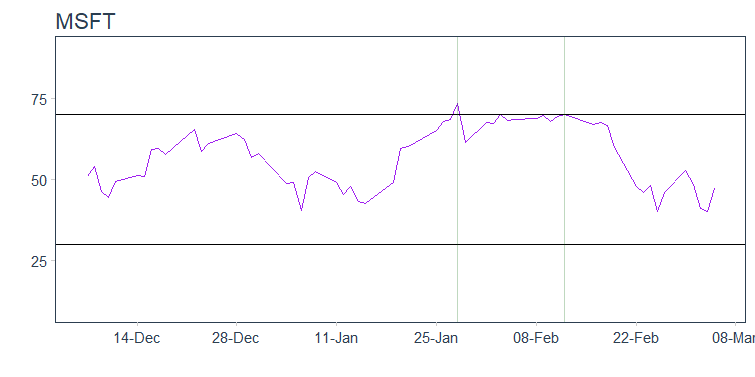 MSFT
75
50
25
14-Dec
28-Dec
11-Jan
25-Jan
08-Feb
22-Feb
08-Mar